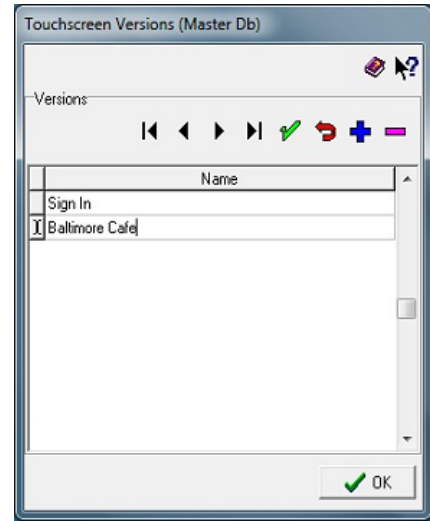 Touchscreen Versions (Master Db)
?
Versions
Name
Sign In
Baltimore Cafe
OK